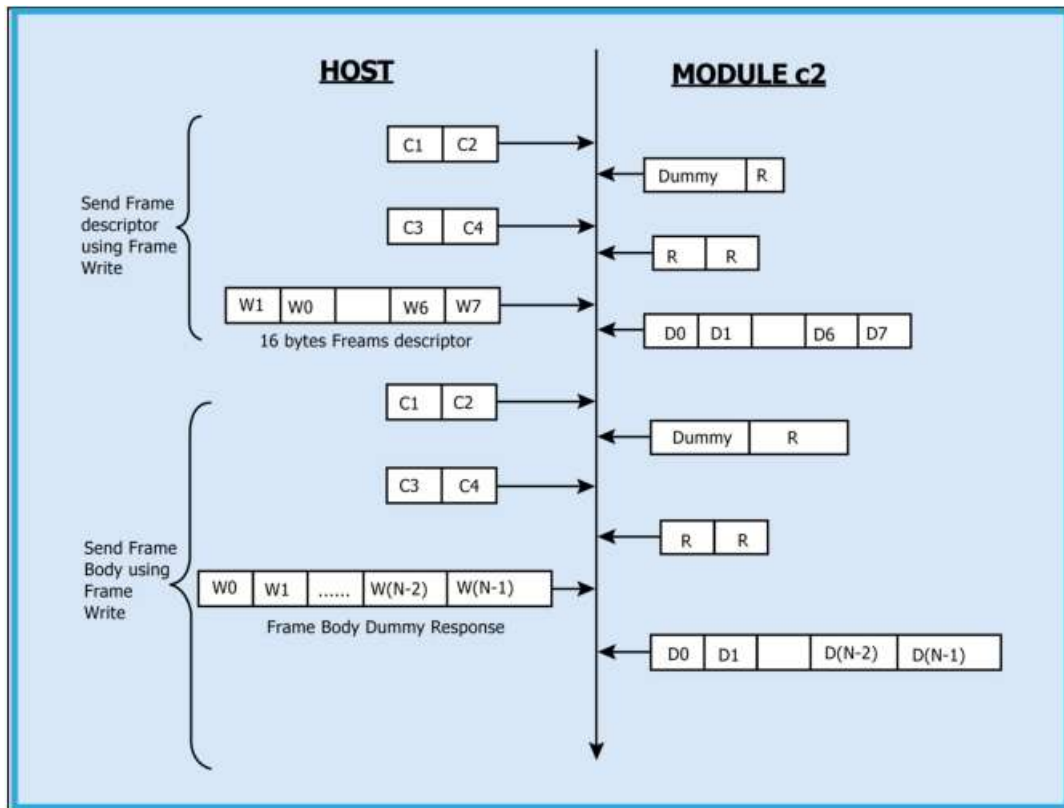 HOST
MODULE c2
C1 C2
Dummy R
Send Frame
descriptor
using Frame
Write
C3 C4
R R
W1 W0 W6 W7
16 bytes Freams descriptor
D0 D1 D6 D7
C1 C2
Dummy R
C3 C4
R R
Send Frame
Body using
Frame
Write
W0 W1 ...... W(N-2) W(N-1)
Frame Body Dummy Response
D0 D1 D(N-2) D(N-1)